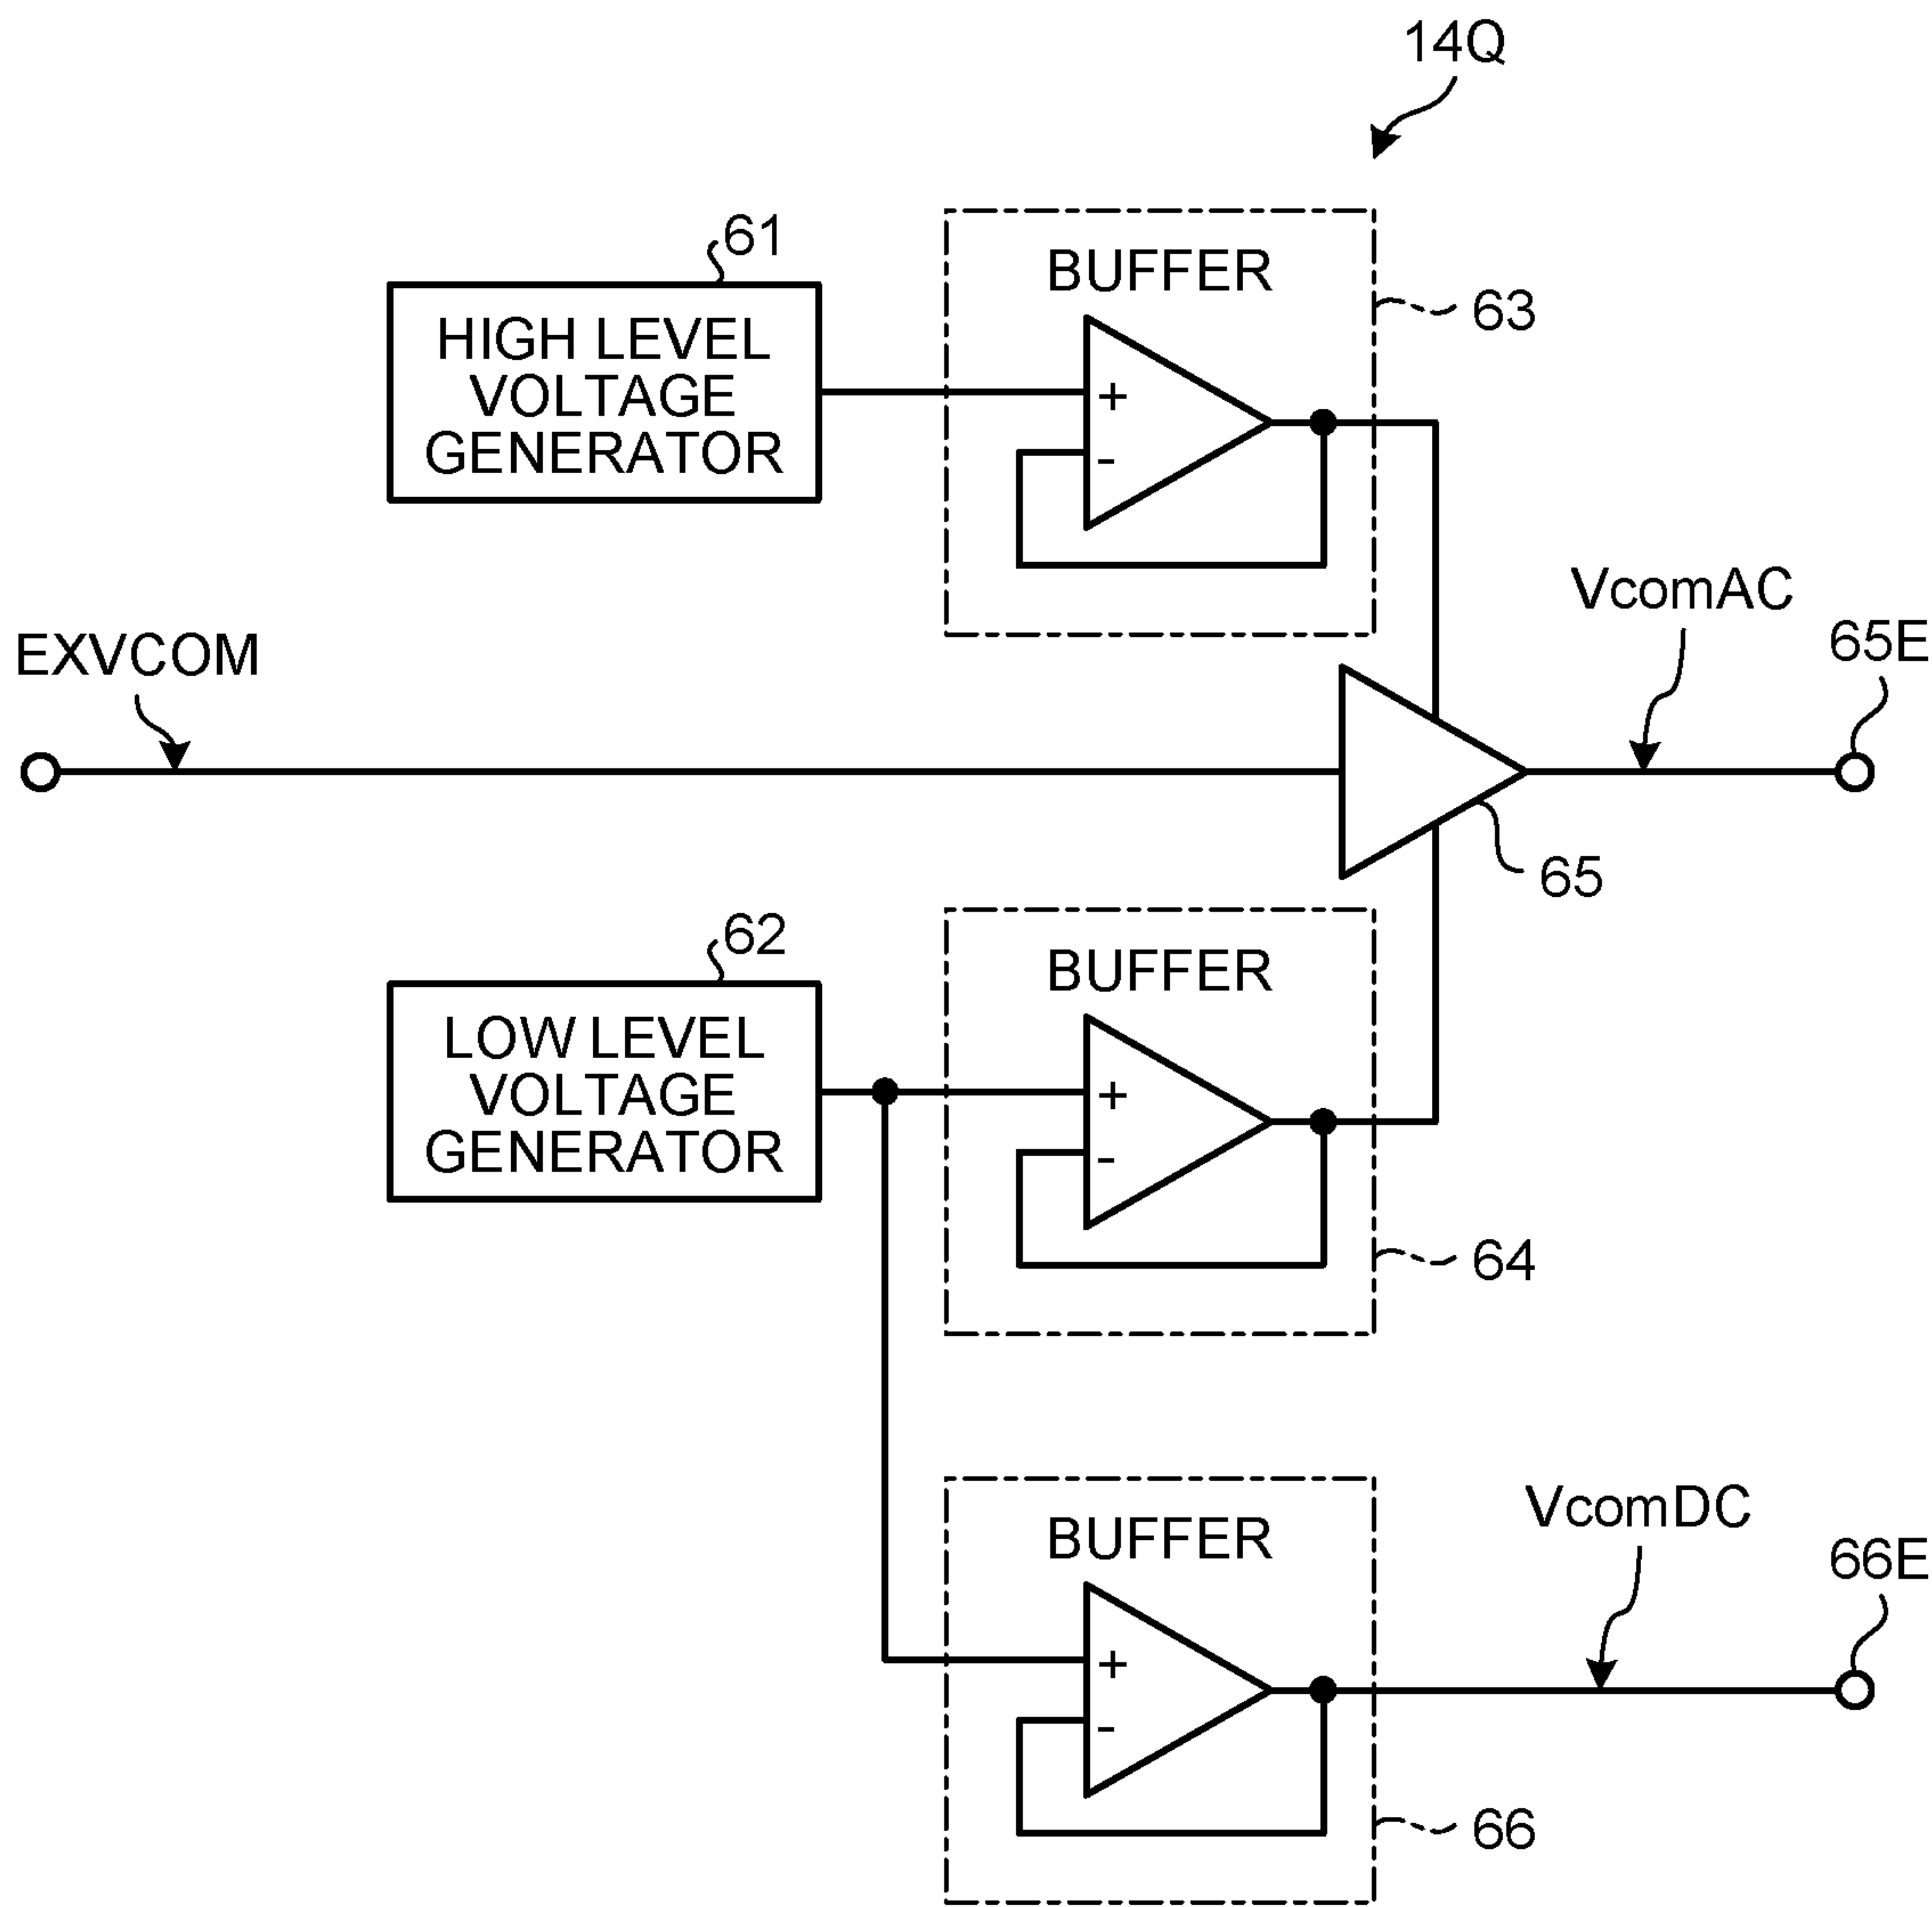 14Q
61
BUFFER
63
HIGH LEVEL
VOLTAGE
GENERATOR
+
-
VcomAC
65E
EXVCOM
65
62
BUFFER
LOW LEVEL
VOLTAGE
GENERATOR
+
-
64
BUFFER
VcomDC
66E
+
-
66